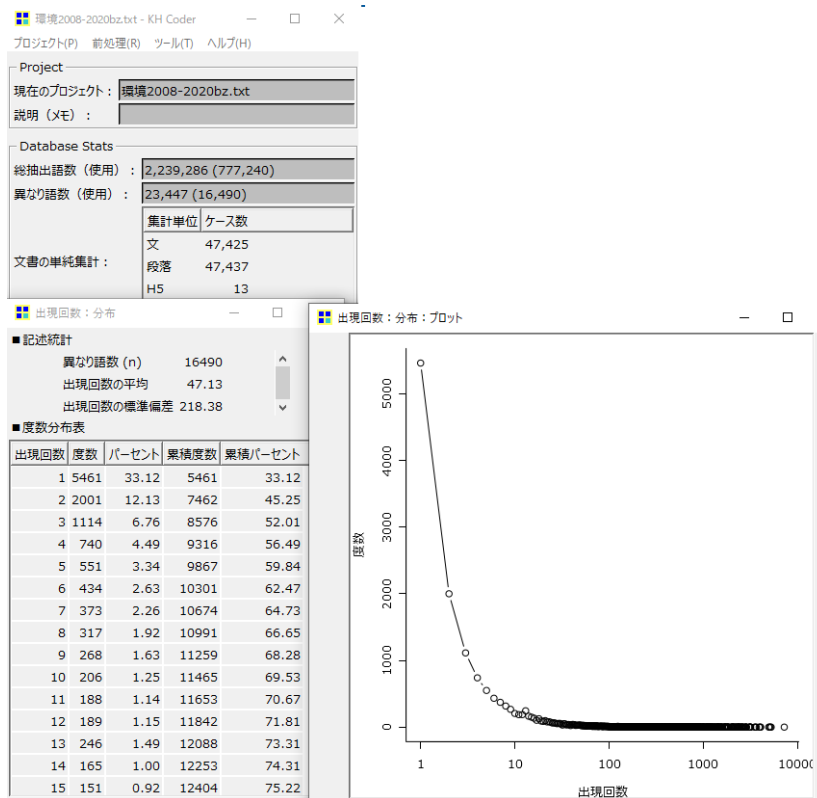 環境2008-2020bz.txt - KH Coder
プロジェクト(P) 前処理(R) ツール(T) ヘルプ(H)
Project
現在のプロジェクト： 環境2008-2020bz.txt
説明（メモ）：
Database Stats
総抽出語数（使用）： 2,239,286 (777,240)
異なり語数（使用）： 23,447 (16,490)
集計単位 ケース数
文 47,425
文書の単純集計： 段落 47,437
H5 13
出現回数：分布
■記述統計
異なり語数 (n) 16490
出現回数の平均 47.13
出現回数の標準偏差 218.38
■度数分布表
出現回数 度数 パーセント 累積度数 累積パーセント
1 5461 33.12 5461 33.12
2 2001 12.13 7462 45.25
3 1114 6.76 8576 52.01
4 740 4.49 9316 56.49
5 551 3.34 9867 59.84
6 434 2.63 10301 62.47
7 373 2.26 10674 64.73
8 317 1.92 10991 66.65
9 268 1.63 11259 68.28
10 206 1.25 11465 69.53
11 188 1.14 11653 70.67
12 189 1.15 11842 71.81
13 246 1.49 12088 73.31
14 165 1.00 12253 74.31
15 151 0.92 12404 75.22
出現回数：分布：プロット
5000
4000
3000
2000
1000
0
度数
1 10 100 1000 10000
出現回数